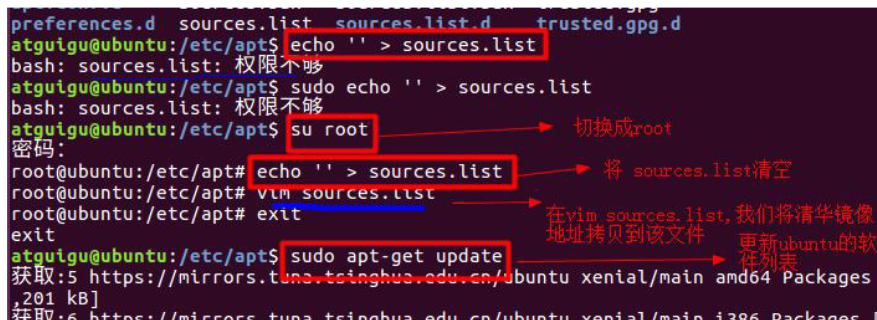 preferences.d sources.list sources.list.d trusted.gpg.d
atguigu@ubuntu:/etc/apt$ echo '' > sources.list
bash: sources.list: 权限不够
atguigu@ubuntu:/etc/apt$ sudo echo '' > sources.list
bash: sources.list: 权限不够
atguigu@ubuntu:/etc/apt$ su root
切换成root
密码:
root@ubuntu:/etc/apt# echo '' > sources.list
将 sources.list清空
root@ubuntu:/etc/apt# vim sources.list
root@ubuntu:/etc/apt# exit
在vim sources.list,我们将清华镜像
地址拷贝到该文件
exit
更新ubuntu的软
件列表
atguigu@ubuntu:/etc/apt$ sudo apt-get update
获取:5 https://mirrors.tuna.tsinghua.edu.cn/ubuntu xenial/main amd64 Packages
,201 kB]
获取:6 https://mirrors.tuna.tsinghua.edu.cn/ubuntu xenial/main i386 Packages